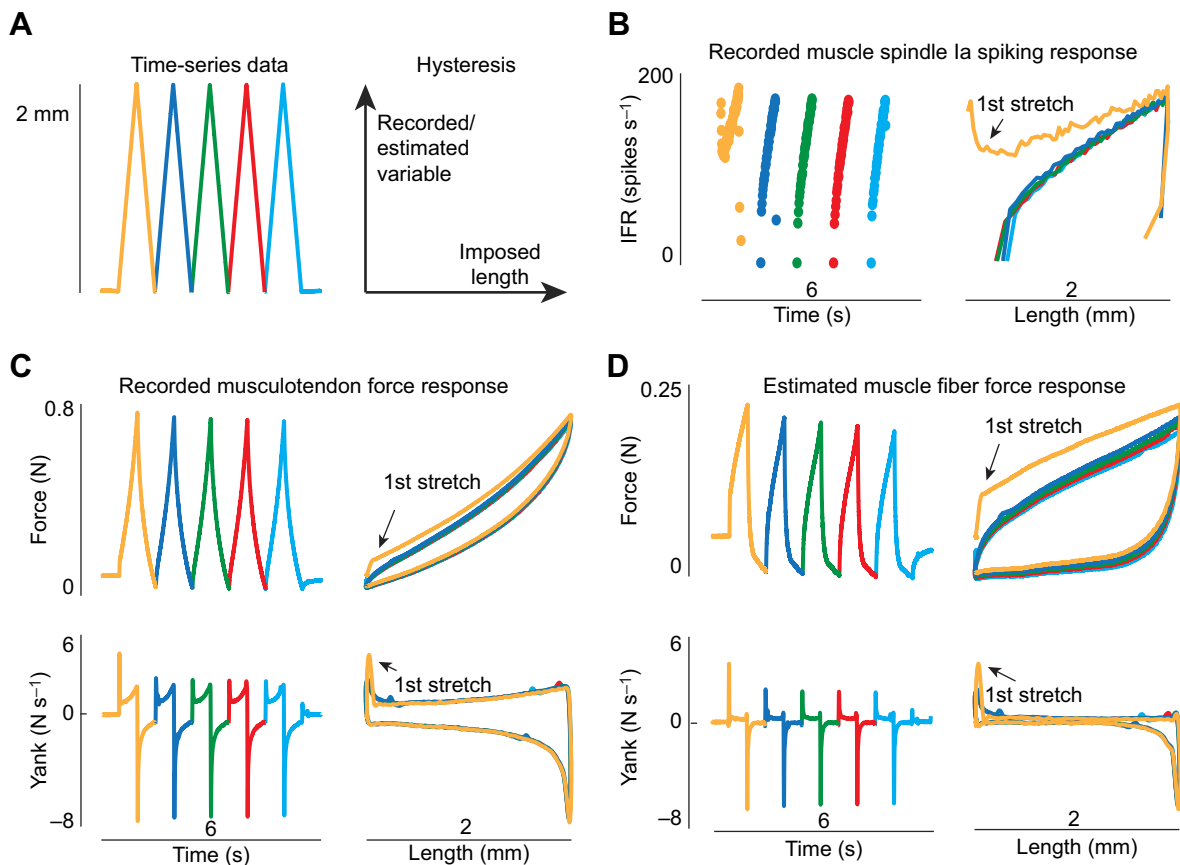 A
Time-series data
2 mm
Hysteresis
Recorded/
estimated
variable
Imposed
length
B
Recorded muscle spindle Ia spiking response
200
0
IFR (spikes s⁻¹)
6
Time (s)
1st stretch
2
Length (mm)
C
Recorded musculotendon force response
0.8
0
Force (N)
1st stretch
6
0
–8
Yank (N s⁻¹)
6
Time (s)
1st stretch
2
Length (mm)
D
Estimated muscle fiber force response
0.25
0
Force (N)
1st stretch
6
0
–8
Yank (N s⁻¹)
6
Time (s)
1st stretch
2
Length (mm)